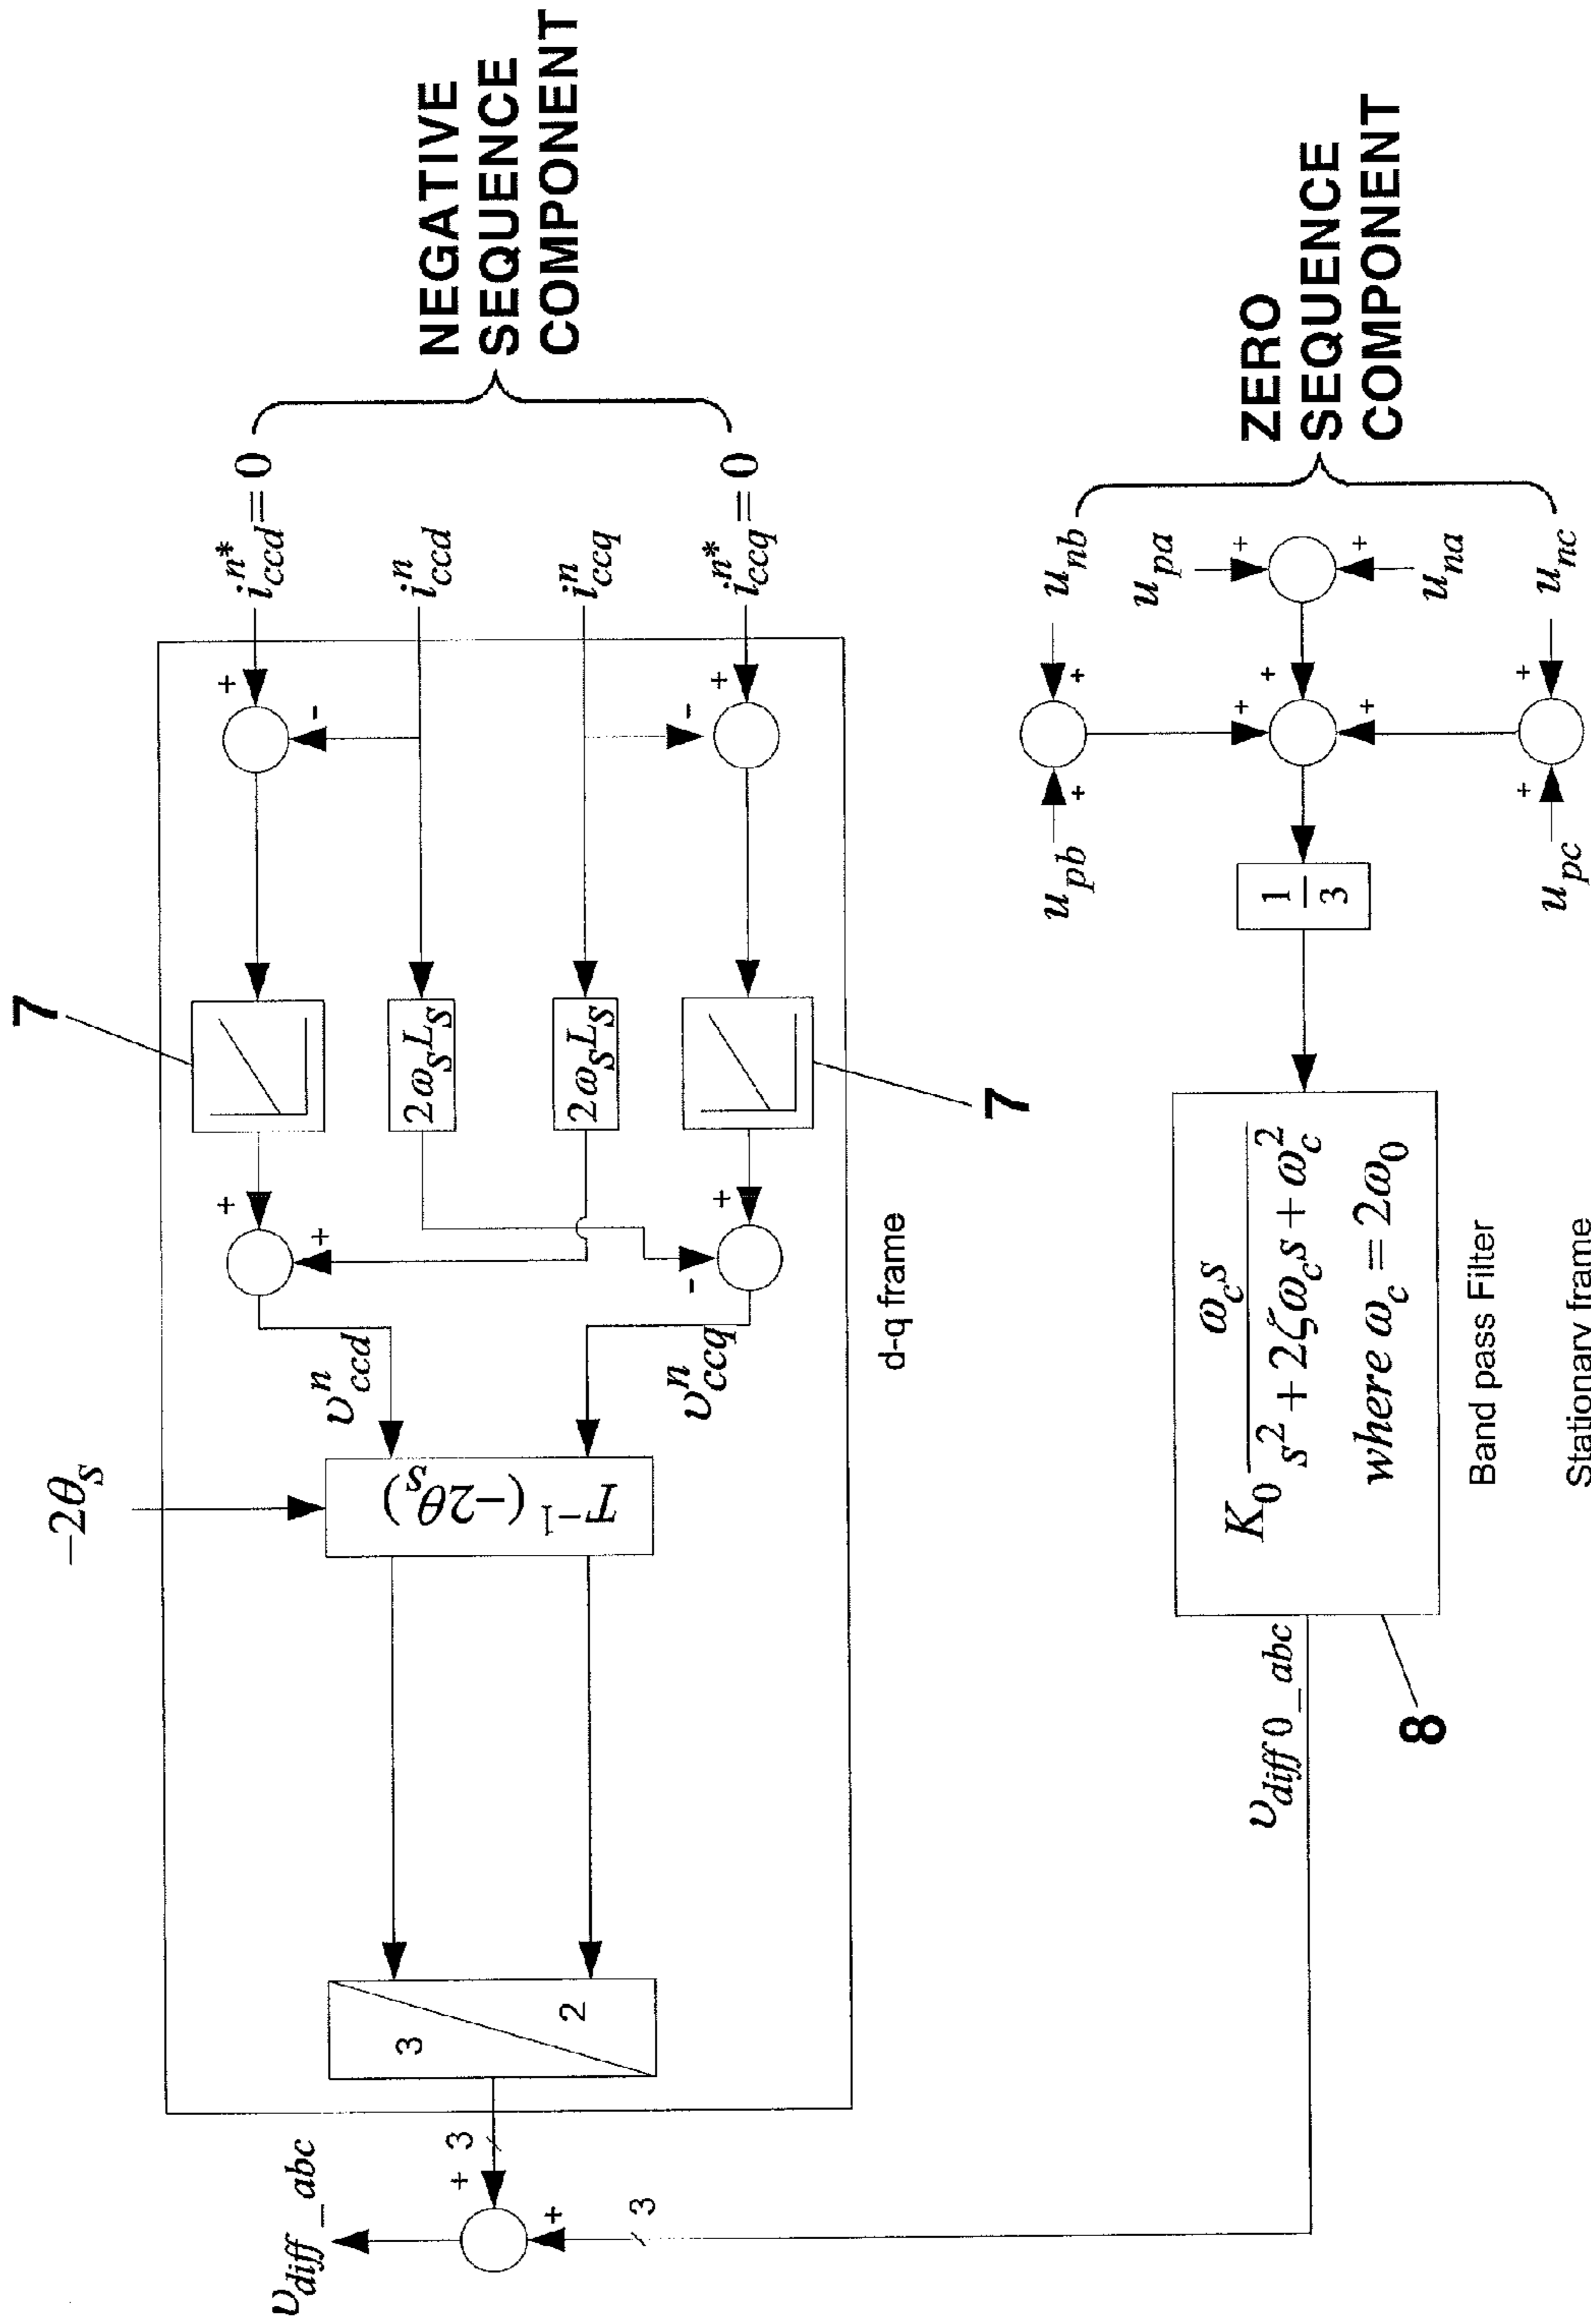 7
-2θ_s
i^{n*}_{ccd} = 0
i^n_{ccd}
i^n_{ccq}
i^{n*}_{ccq} = 0
NEGATIVE
SEQUENCE
COMPONENT
+
-
-
+
2ω_S L_S
2ω_S L_S
7
+
+
-
+
υ^n_{ccd}
υ^n_{ccq}
T^{-1}(-2θ_s)
3
2
3
+
+
3
υ_{diff_abc}
d-q frame
ZERO
SEQUENCE
COMPONENT
u_{nb}
u_{pa}
u_{na}
u_{nc}
+
+
+
+
+
+
+
+
+
u_{pb}
u_{pc}
1/3
K_0 ω_c s / (s^2 + 2ζω_c s + ω_c^2)
where ω_c = 2ω_0
8
υ_{diff0_abc}
Band pass Filter
Stationary frame